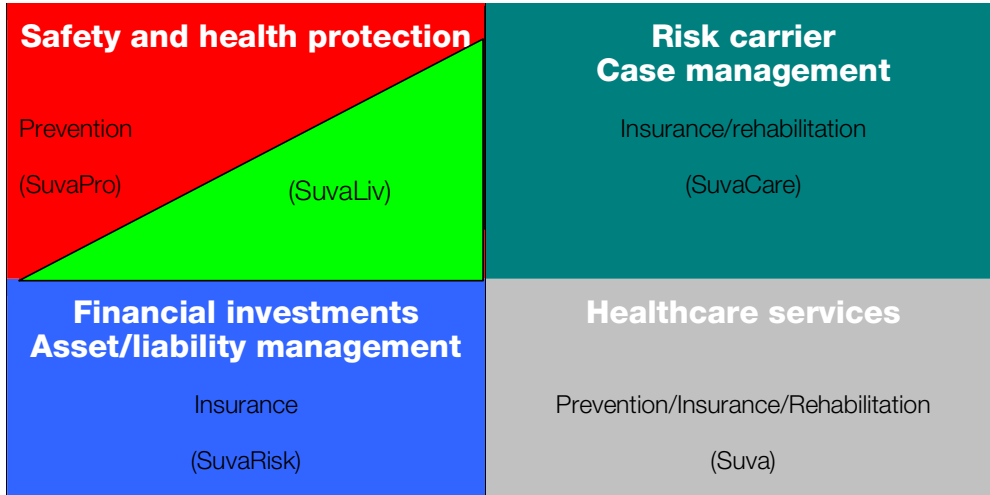 Safety and health protection
Prevention
(SuvaPro)
(SuvaLiv)
Risk carrier
Case management
Insurance/rehabilitation
(SuvaCare)
Financial investments
Asset/liability management
Insurance
(SuvaRisk)
Healthcare services
Prevention/Insurance/Rehabilitation
(Suva)